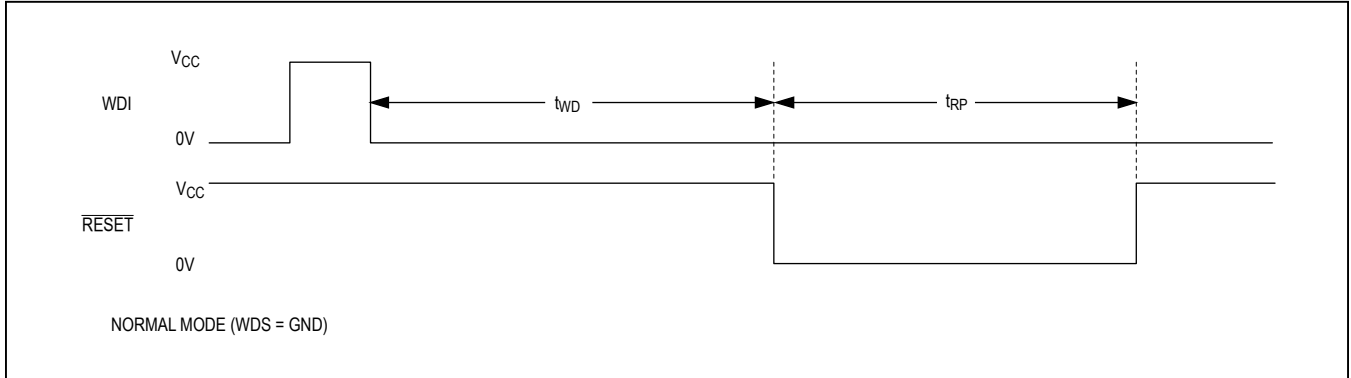 VCC
WDI
tWD
tRP
0V
VCC
RESET
0V
NORMAL MODE (WDS = GND)